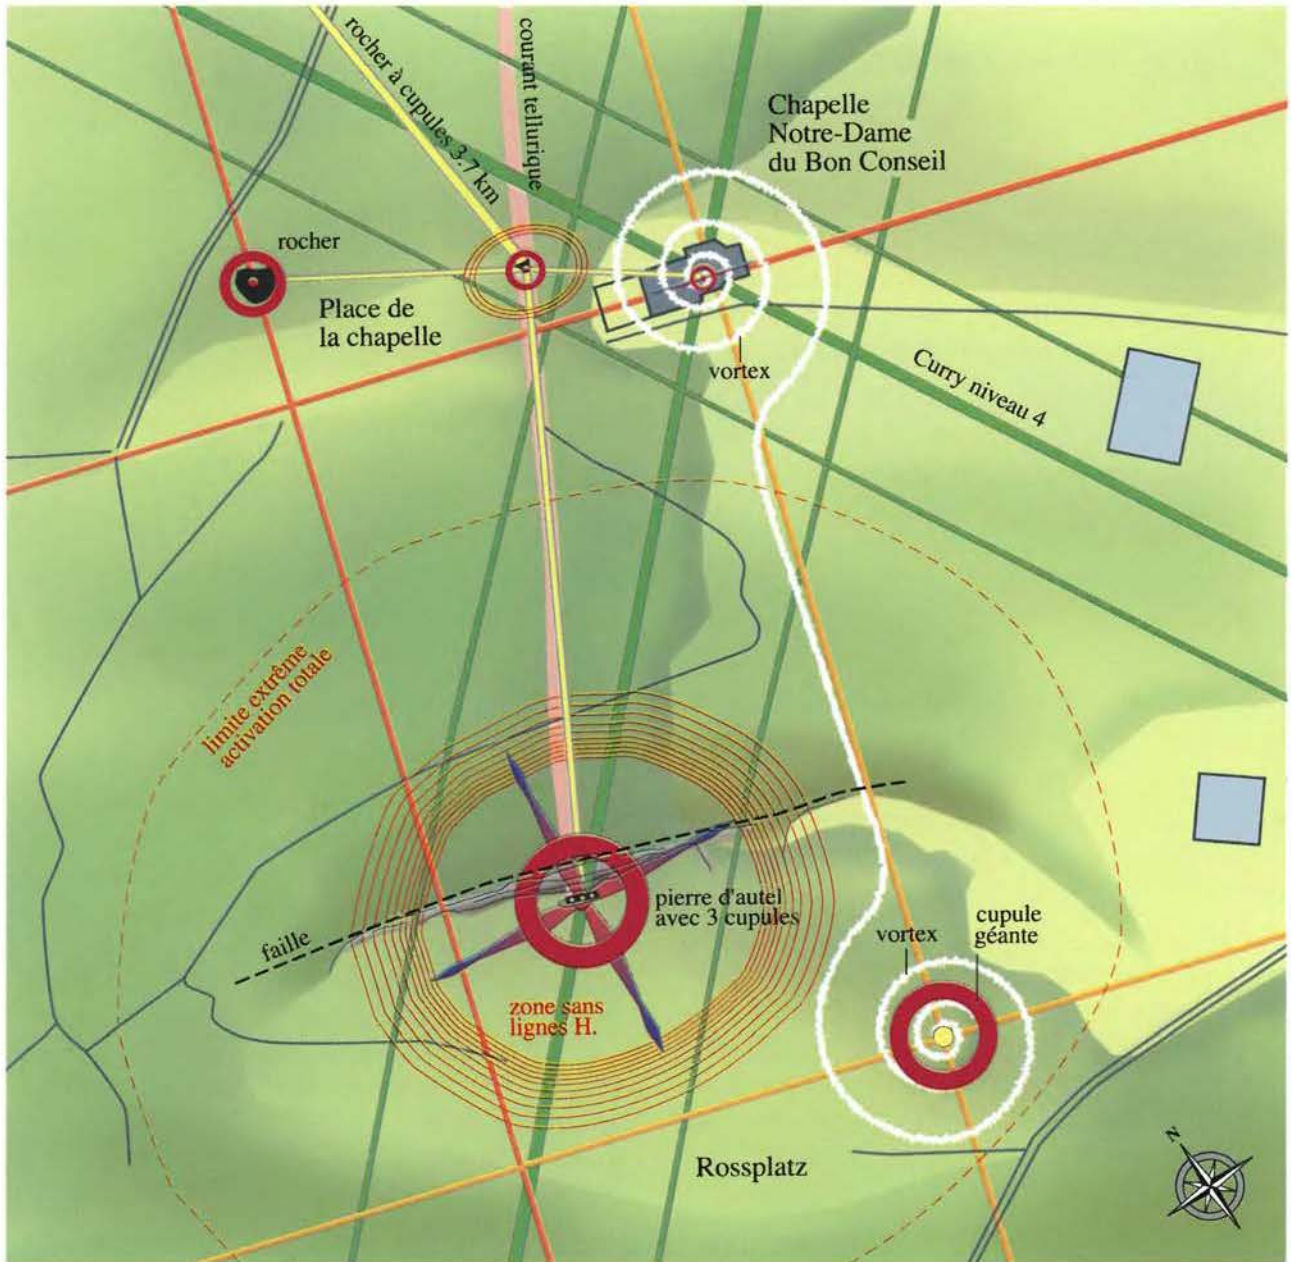 rocher à cupules 3.7 km
courant tellurique
Chapelle
Notre-Dame
du Bon Conseil
rocher
Place de
la chapelle
vortex
Curry niveau 4
limite extrême
activation totale
pierre d'autel
avec 3 cupules
faille
vortex
cupule
géante
zone sans
lignes H.
Rossplatz
N